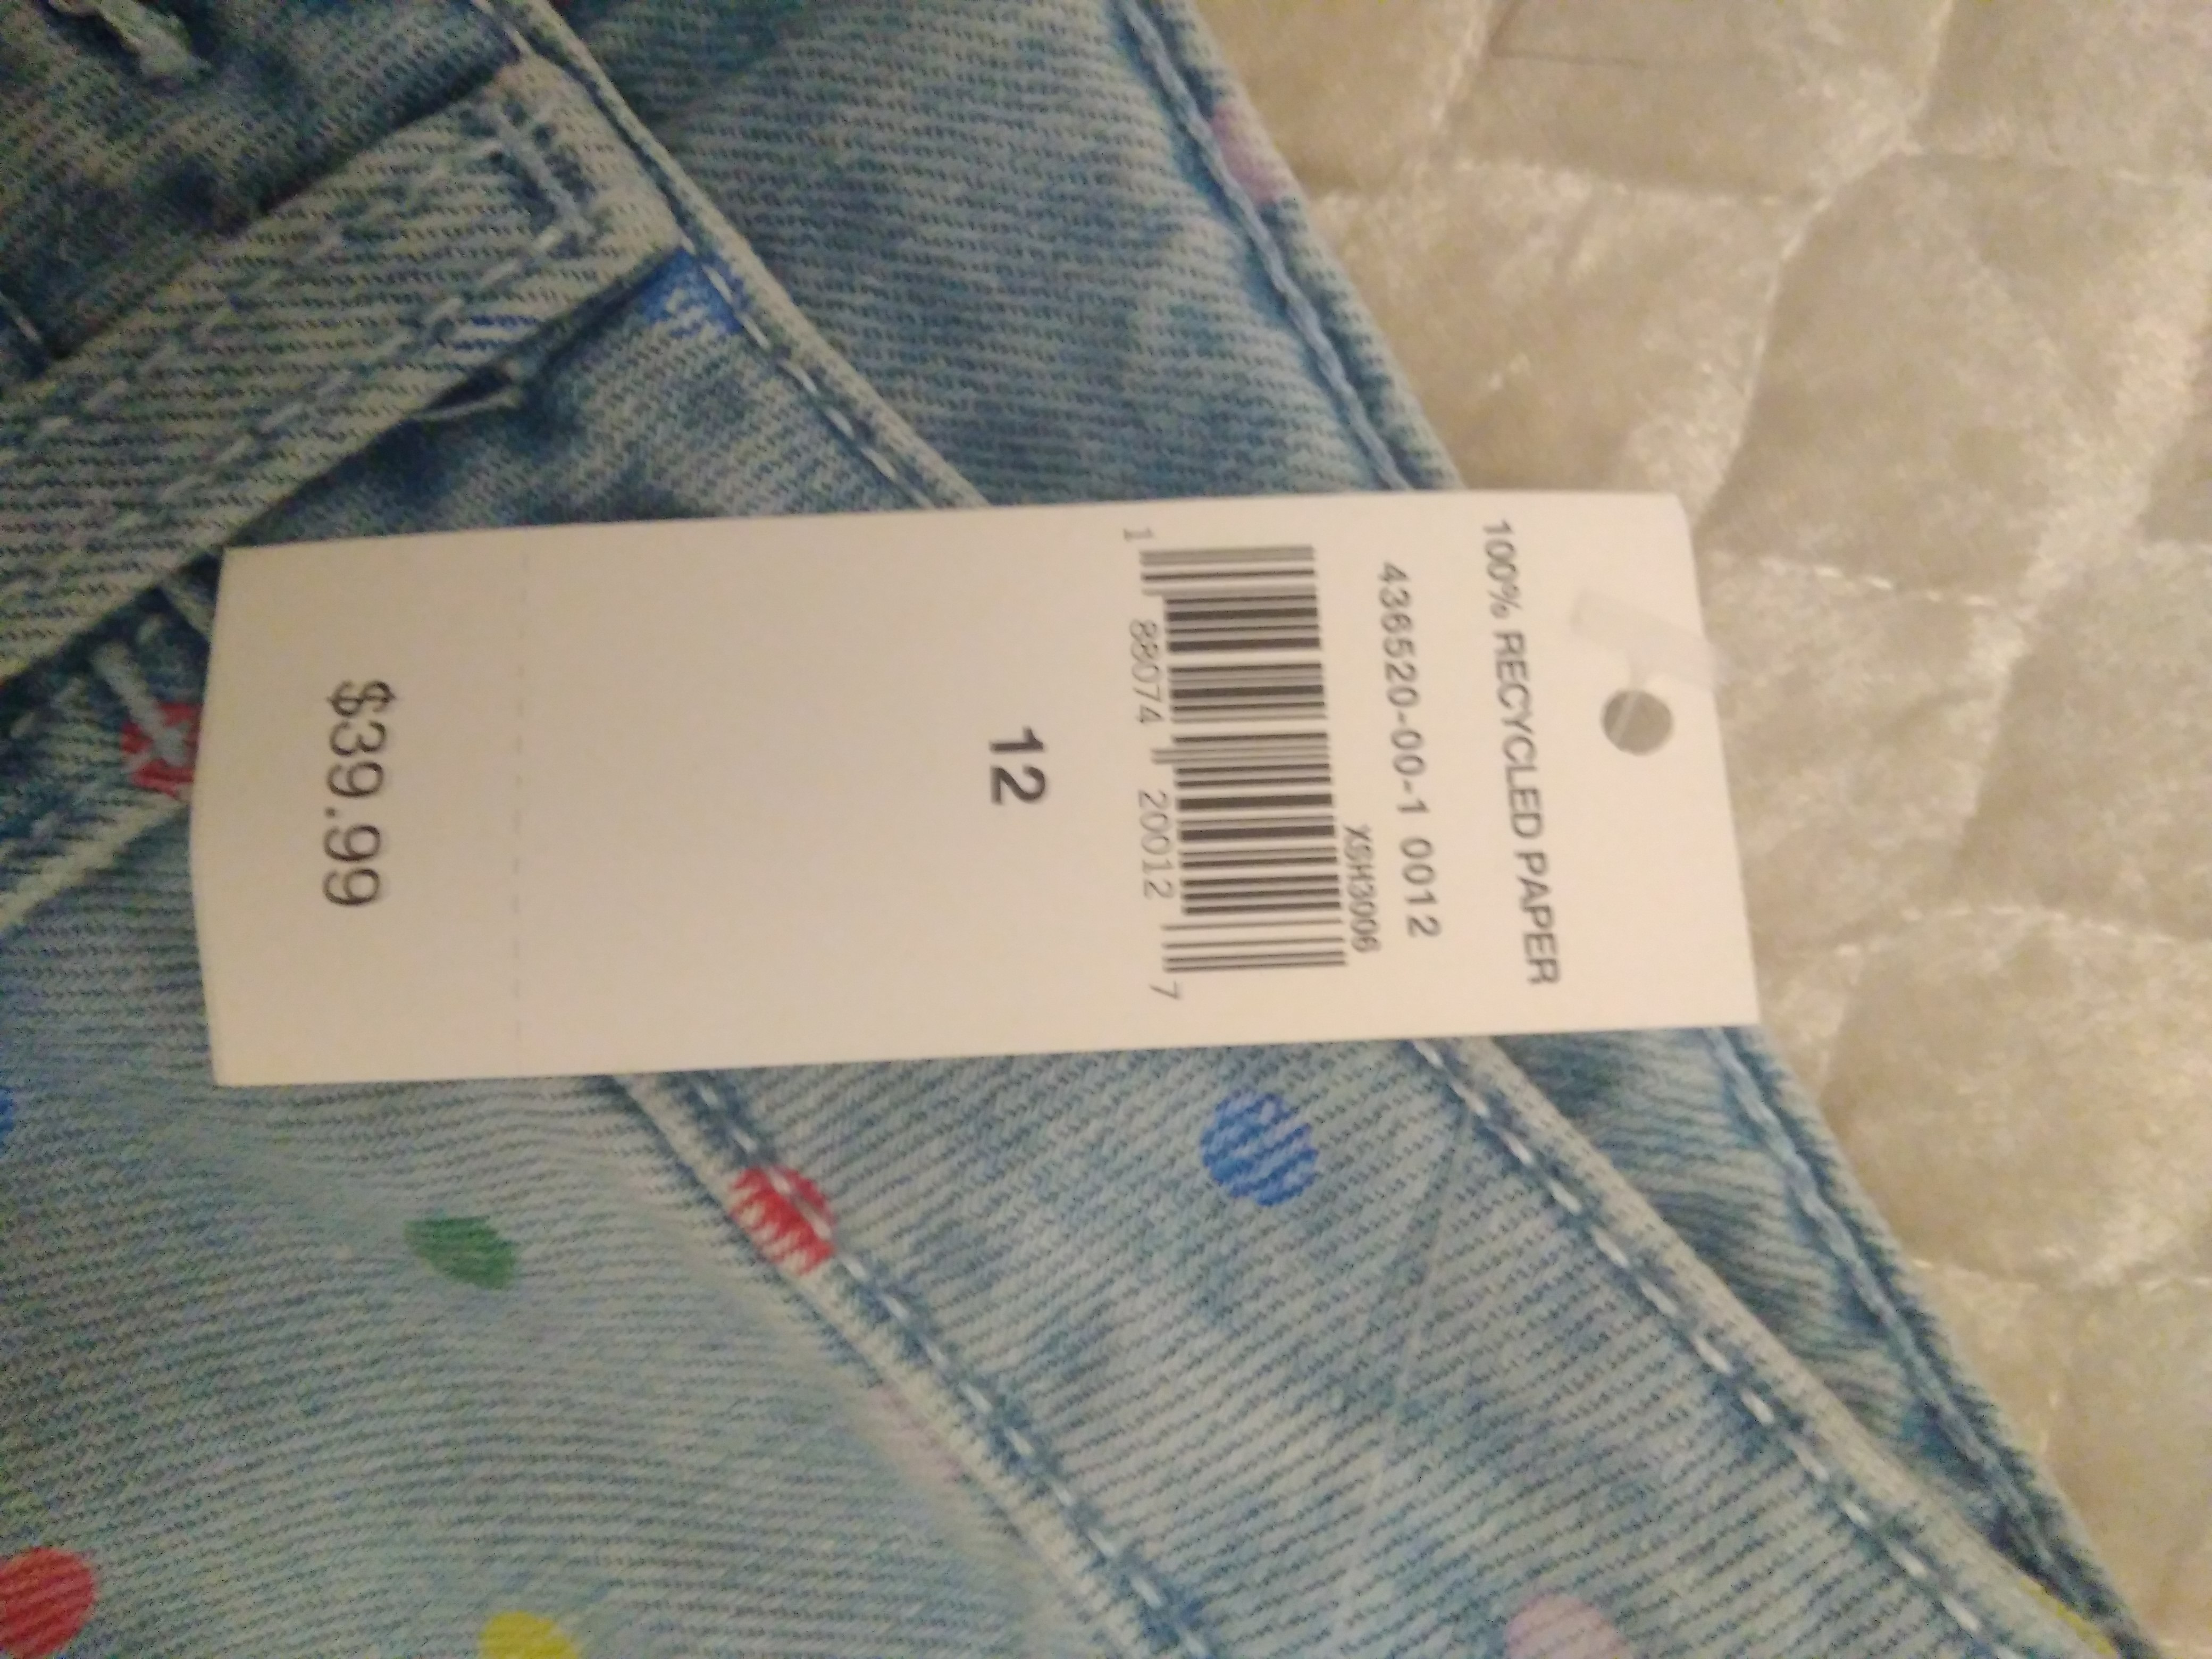 100% RECYCLED PAPER
436520-00-1 0012
XSH3006
1 88074 20012 7
12
$39.99